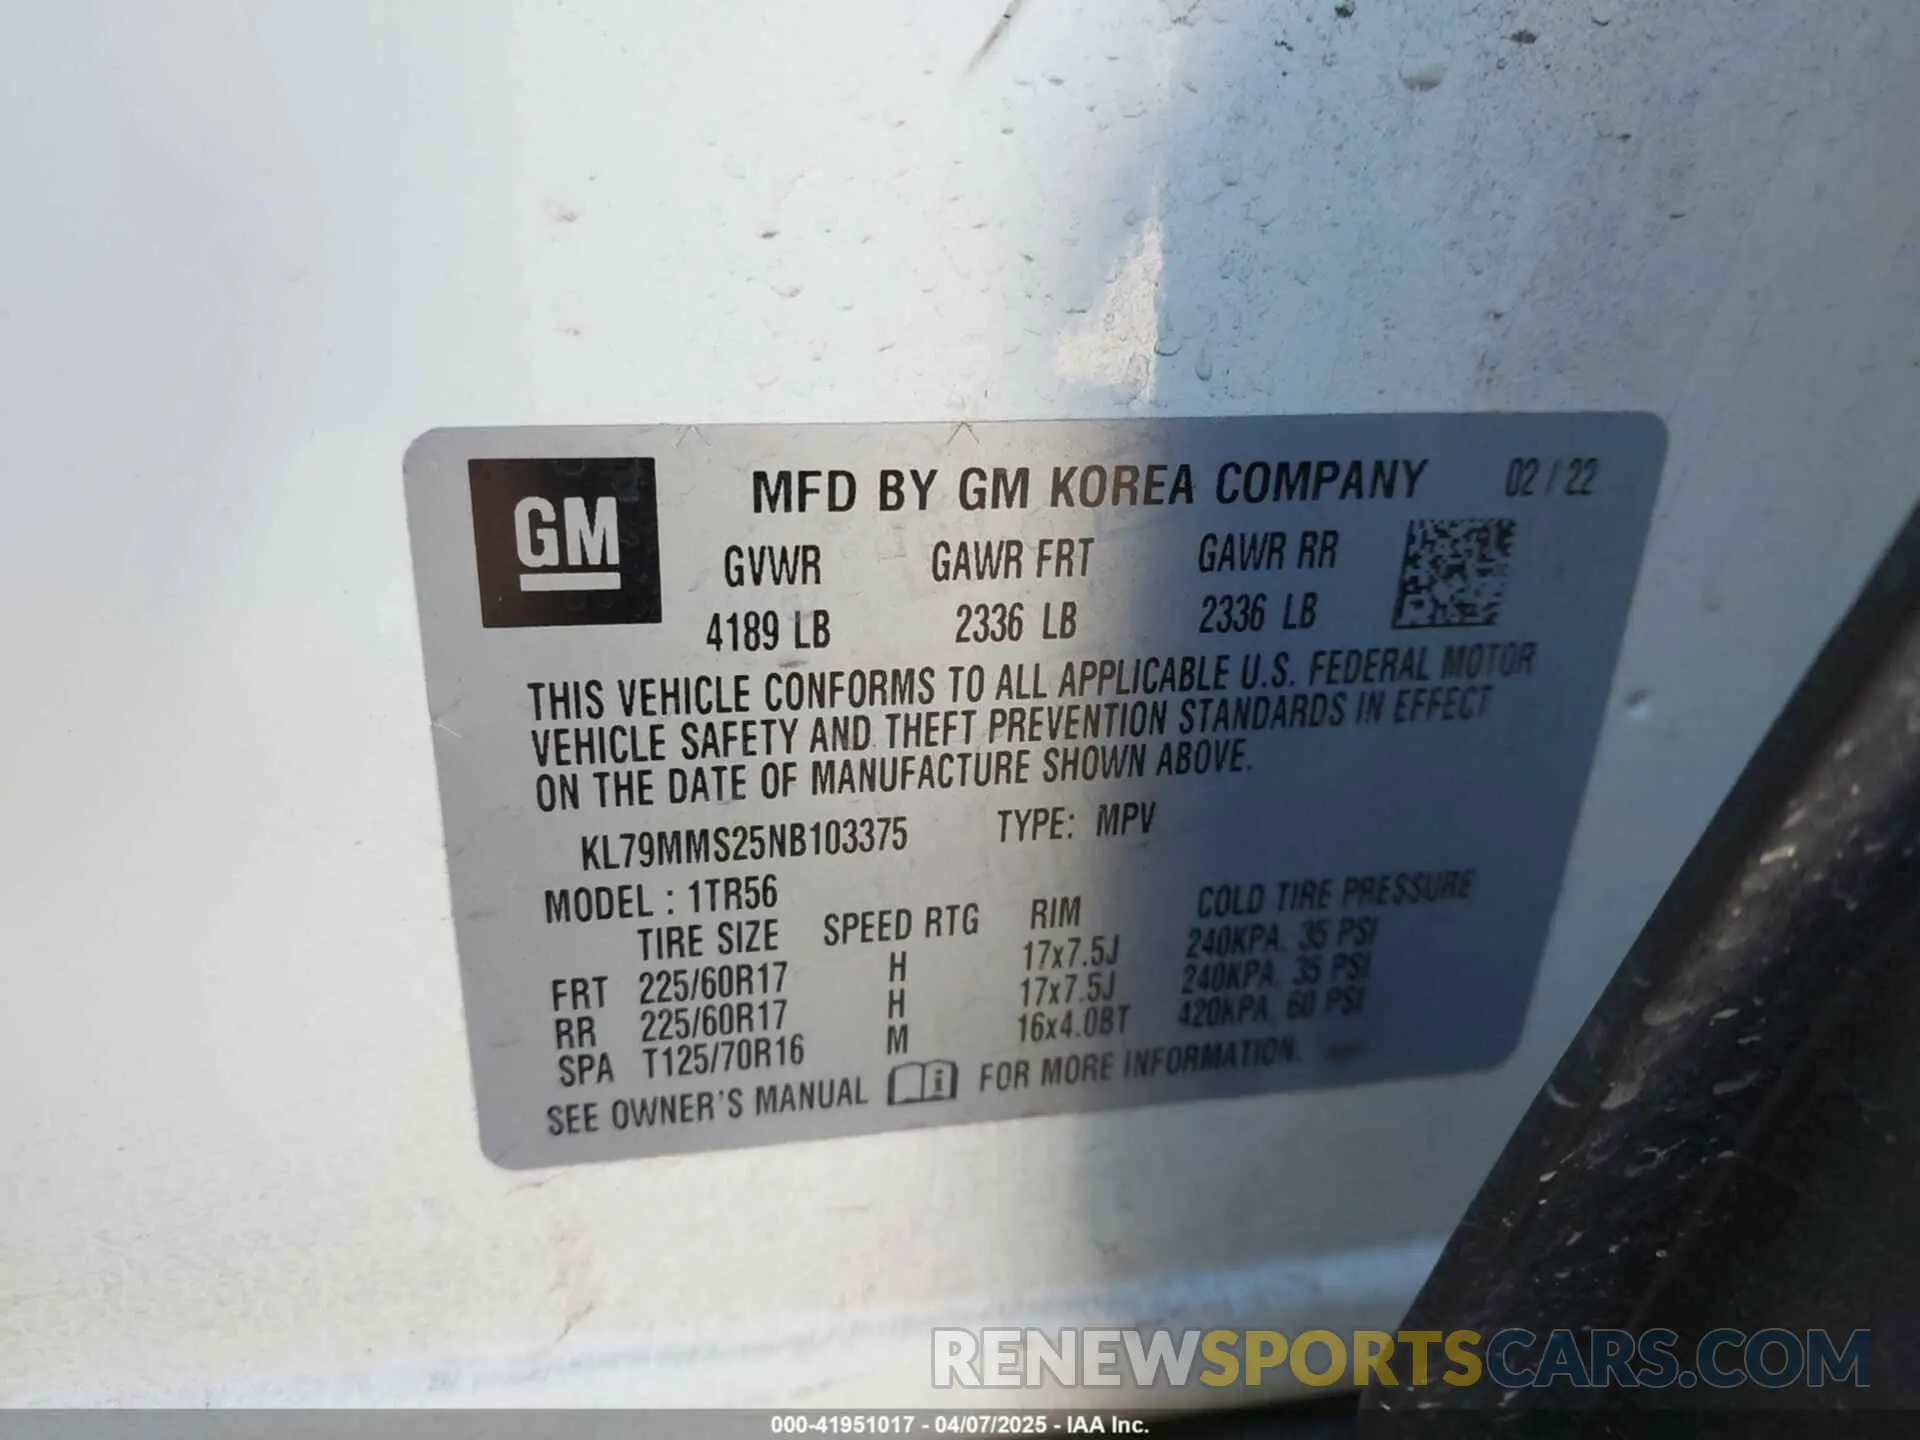 GM
MFD BY GM KOREA COMPANY 02 / 22
GVWR GAWR FRT GAWR RR
4189 LB 2336 LB 2336 LB
THIS VEHICLE CONFORMS TO ALL APPLICABLE U.S. FEDERAL MOTOR
VEHICLE SAFETY AND THEFT PREVENTION STANDARDS IN EFFECT
ON THE DATE OF MANUFACTURE SHOWN ABOVE.
KL79MMS25NB103375 TYPE: MPV
MODEL : 1TR56
TIRE SIZE SPEED RTG RIM COLD TIRE PRESSURE
FRT 225/60R17 H 17x7.5J 240KPA, 35 PSI
RR 225/60R17 H 17x7.5J 240KPA, 35 PSI
SPA T125/70R16 M 16x4.0BT 420KPA, 60 PSI
SEE OWNER'S MANUAL i FOR MORE INFORMATION.
RENEWSPORTSCARS.COM
000-41951017 - 04/07/2025 - IAA Inc.